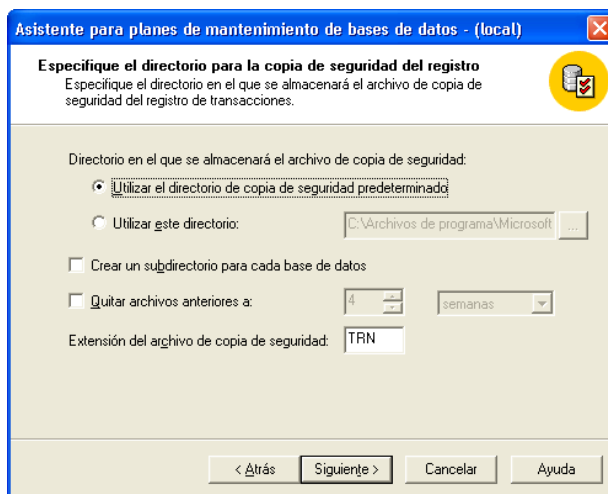 Asistente para planes de mantenimiento de bases de datos - (local)
Especifique el directorio para la copia de seguridad del registro
Especifique el directorio en el que se almacenará el archivo de copia de
seguridad del registro de transacciones.
Directorio en el que se almacenará el archivo de copia de seguridad:
Utilizar el directorio de copia de seguridad predeterminado
Utilizar este directorio: C:\Archivos de programa\Microsoft ...
Crear un subdirectorio para cada base de datos
Quitar archivos anteriores a: 4 semanas
Extensión del archivo de copia de seguridad: TRN
< Atrás Siguiente > Cancelar Ayuda